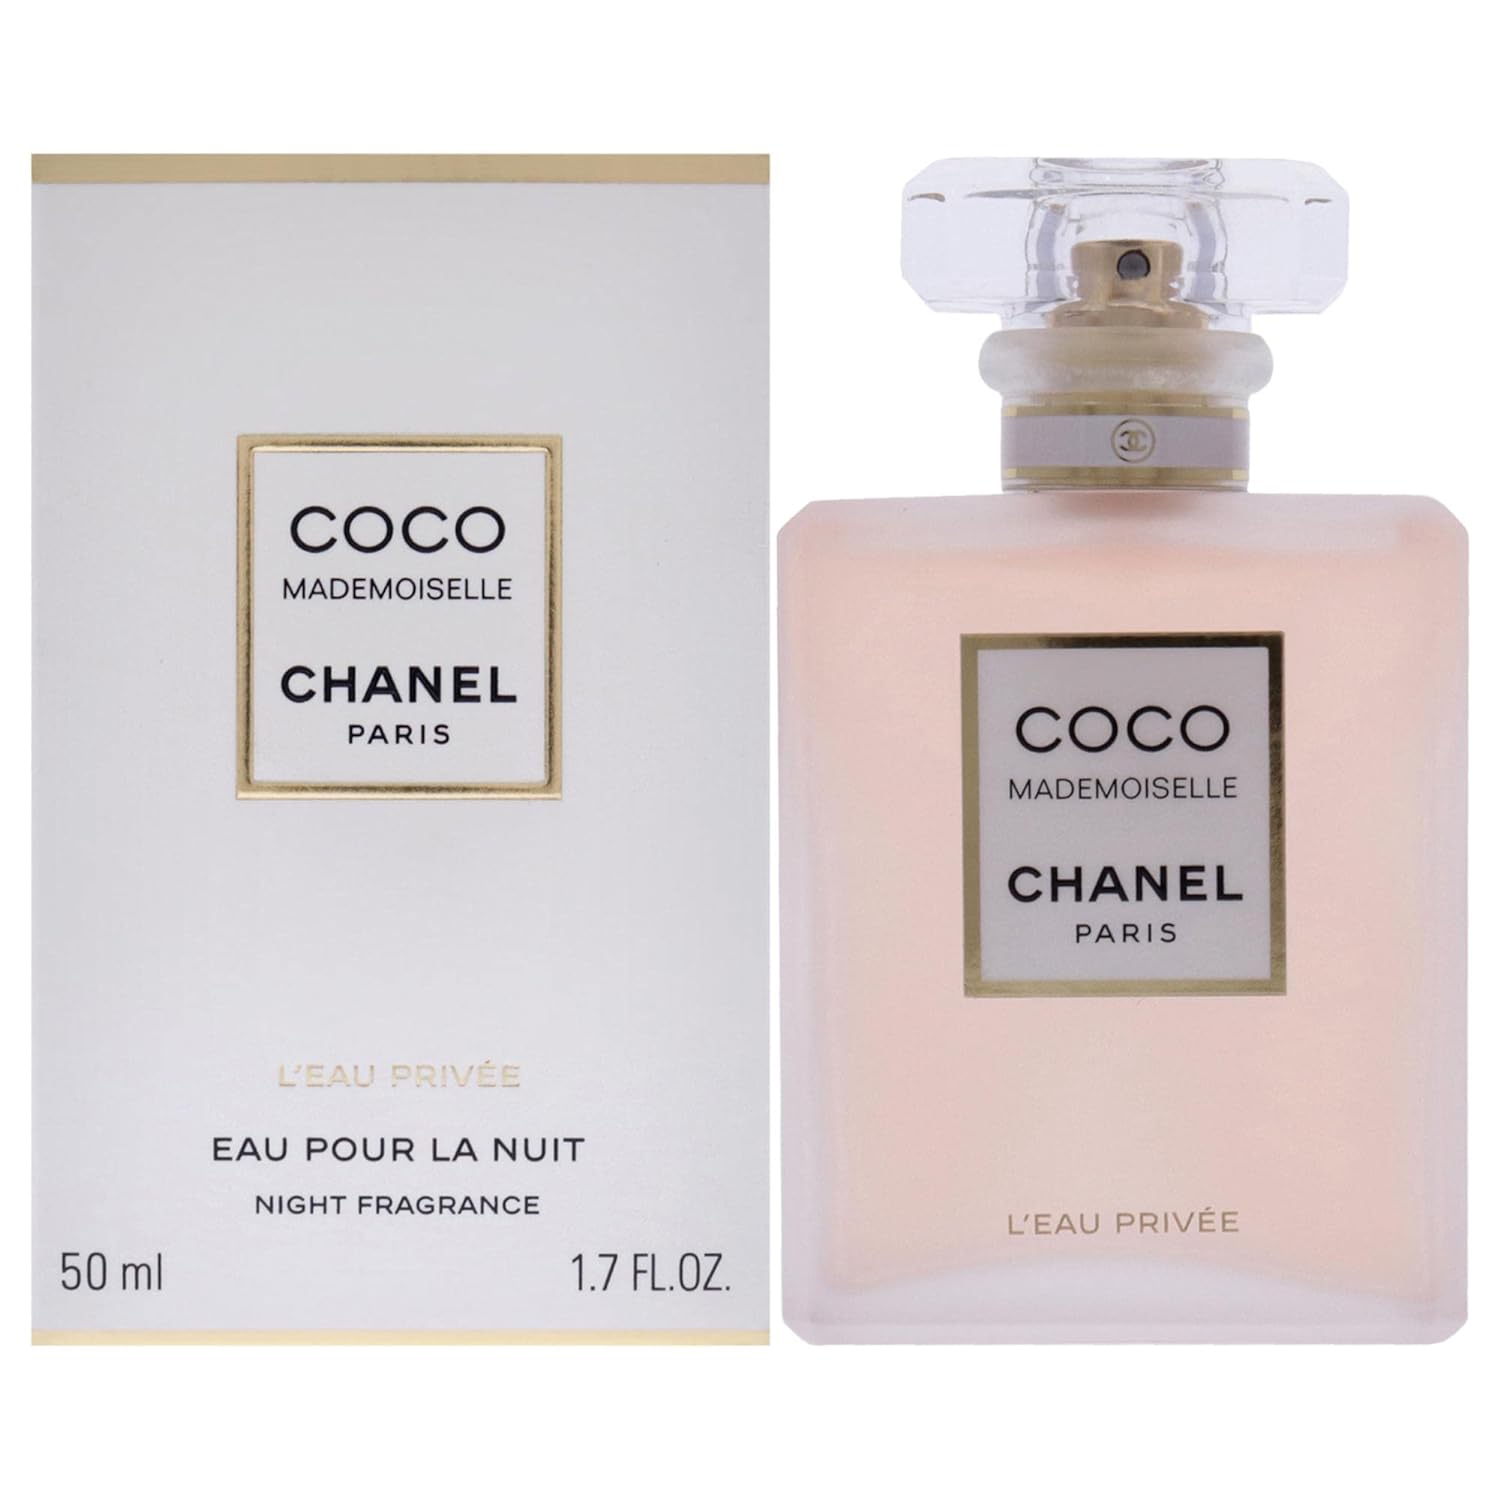 COCO
MADEMOISELLE
CHANEL
PARIS
L'EAU PRIVÉE
EAU POUR LA NUIT
NIGHT FRAGRANCE
50 ml 1.7 FL.OZ.
COCO
MADEMOISELLE
CHANEL
PARIS
L'EAU PRIVÉE